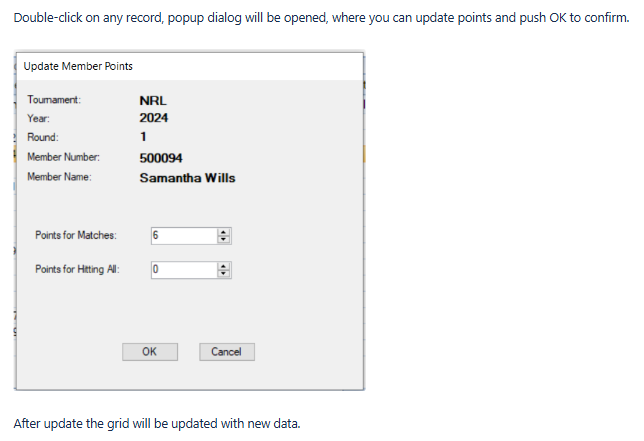 Double-click on any record, popup dialog will be opened, where you can update points and push OK to confirm.
Update Member Points
Tournament: NRL
Year: 2024
Round: 1
Member Number: 500094
Member Name: Samantha Wills
Points for Matches: 6
Points for Hitting All: 0
OK Cancel
After update the grid will be updated with new data.